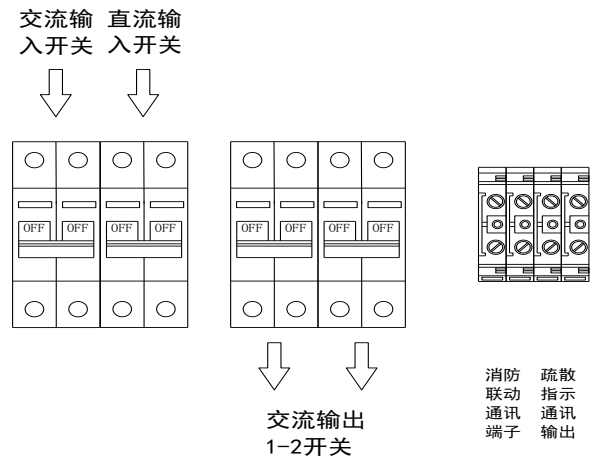 交流输 直流输
入开关 入开关
OFF OFF OFF OFF OFF OFF OFF OFF
交流输出
1-2开关
消防 疏散
联动 指示
通讯 通讯
端子 输出